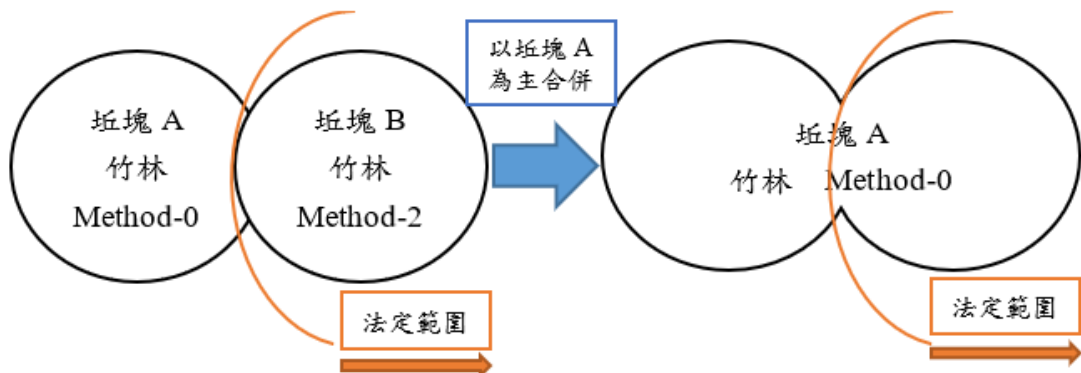 坵塊 A
竹林
Method-0
坵塊 B
竹林
Method-2
法定範圍
以坵塊 A
為主合併
坵塊 A
竹林 Method-0
法定範圍